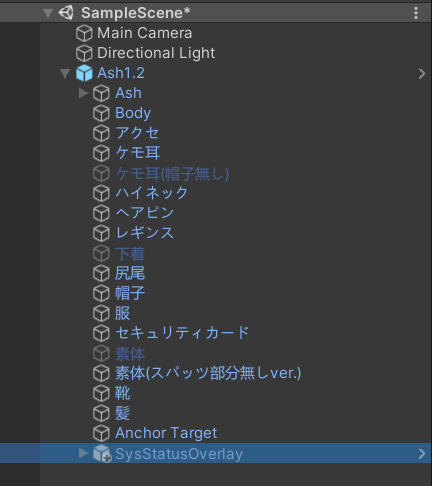 SampleScene*
Main Camera
Directional Light
Ash1.2
Ash
Body
アクセ
ケモ耳
ケモ耳(帽子無し)
ハイネック
ヘアピン
レギンス
下着
尻尾
帽子
服
セキュリティカード
素体
素体(スパッツ部分無しver.)
靴
髪
Anchor Target
SysStatusOverlay